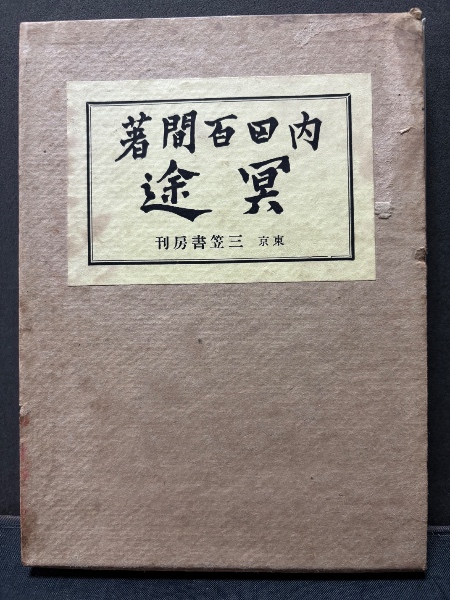 内田百間著
冥途
東京 三笠書房刊